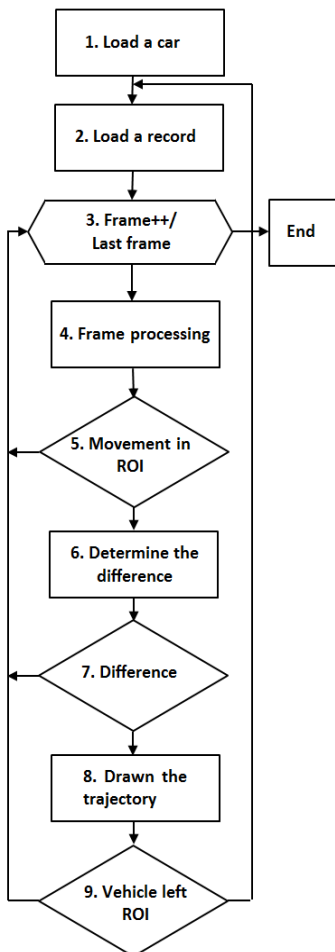 1. Load a car
2. Load a record
3. Frame++/
Last frame
End
4. Frame processing
5. Movement in
ROI
6. Determine the
difference
7. Difference
8. Drawn the
trajectory
9. Vehicle left
ROI